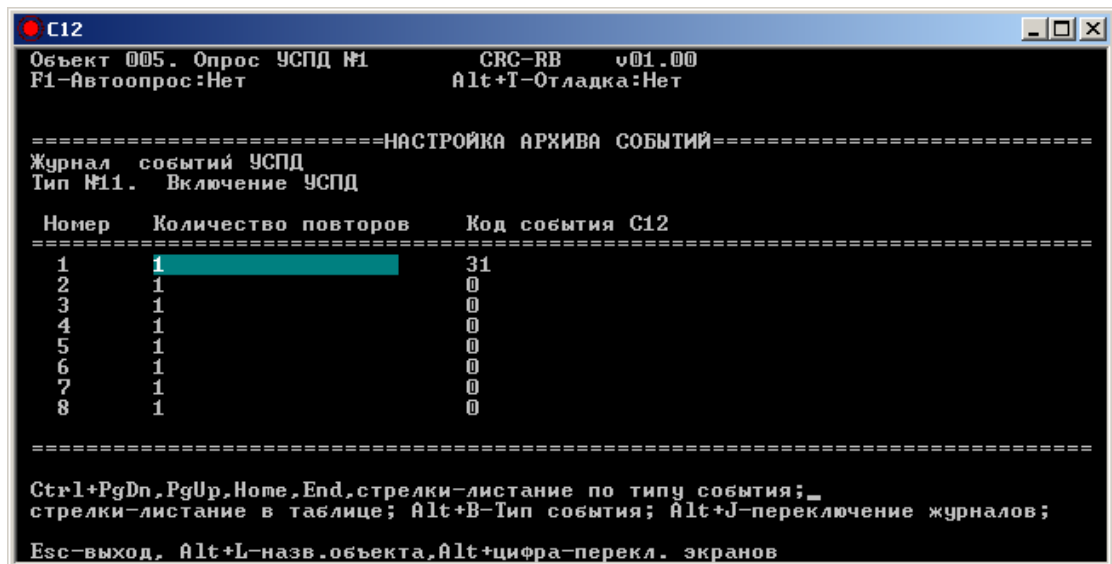 C12
Объект 005. Опрос УСПД №1 CRC-RB v01.00
F1-Автоопрос:Нет Alt+T-Отладка:Нет
==========================НАСТРОЙКА АРХИВА СОБЫТИЙ============================
Журнал событий УСПД
Тип №11. Включение УСПД
Номер Количество повторов Код события С12
===============================================================================
1 1 31
2 1 0
3 1 0
4 1 0
5 1 0
6 1 0
7 1 0
8 1 0
===============================================================================
Ctrl+PgDn,PgUp,Home,End,стрелки-листание по типу события;_
стрелки-листание в таблице; Alt+B-Тип события; Alt+J-переключение журналов;
Esc-выход, Alt+L-назв.объекта,Alt+цифра-перекл. экранов